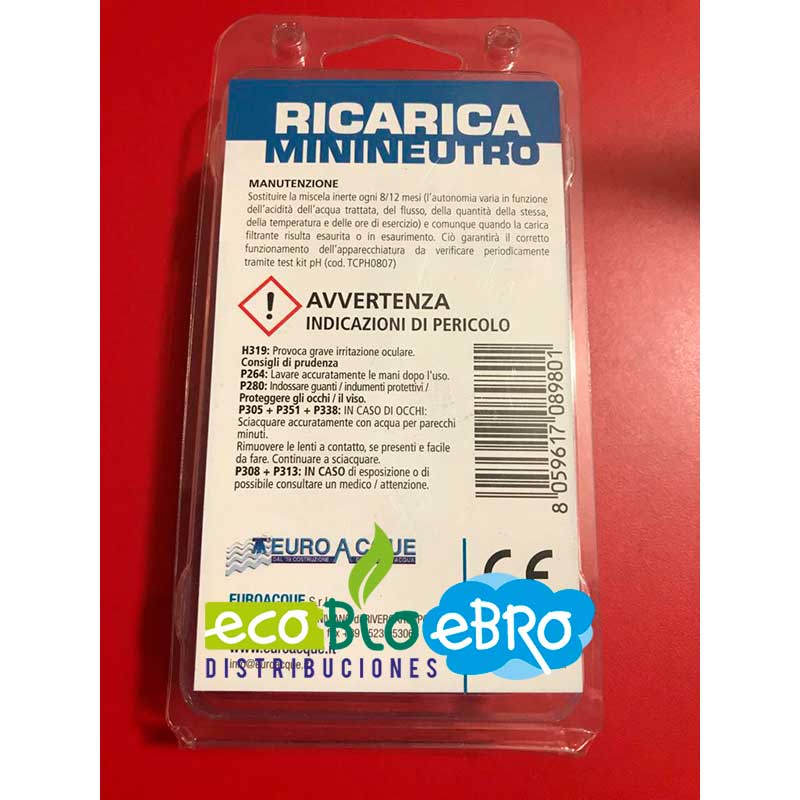 RICARICA
MININEUTRO
MANUTENZIONE
Sostituire la miscela inerte ogni 8/12 mesi (l'autonomia varia in funzione
dell'acidità dell'acqua trattata, del flusso, della quantità della stessa,
della temperatura e delle ore di esercizio) e comunque quando la carica
filtrante risulta esaurita o in esaurimento. Ciò garantirà il corretto
funzionamento dell'apparecchiatura da verificare periodicamente
tramite test kit pH (cod. TCPH0807)
AVVERTENZA
INDICAZIONI DI PERICOLO
H319: Provoca grave irritazione oculare.
Consigli di prudenza
P264: Lavare accuratamente le mani dopo l'uso.
P280: Indossare guanti / indumenti protettivi /
Proteggere gli occhi / il viso.
P305 + P351 + P338: IN CASO DI OCCHI:
Sciacquare accuratamente con acqua per parecchi
minuti.
Rimuovere le lenti a contatto, se presenti e facile
da fare. Continuare a sciacquare.
P308 + P313: IN CASO di esposizione o di
possibile consultare un medico / attenzione.
8 059617 089801
EURO ACQUE
CE
EUROACQUE S.r.l.
ecoBio eBRO
www.euroacque.it
DISTRIBUCIONES
info@euroacque.it